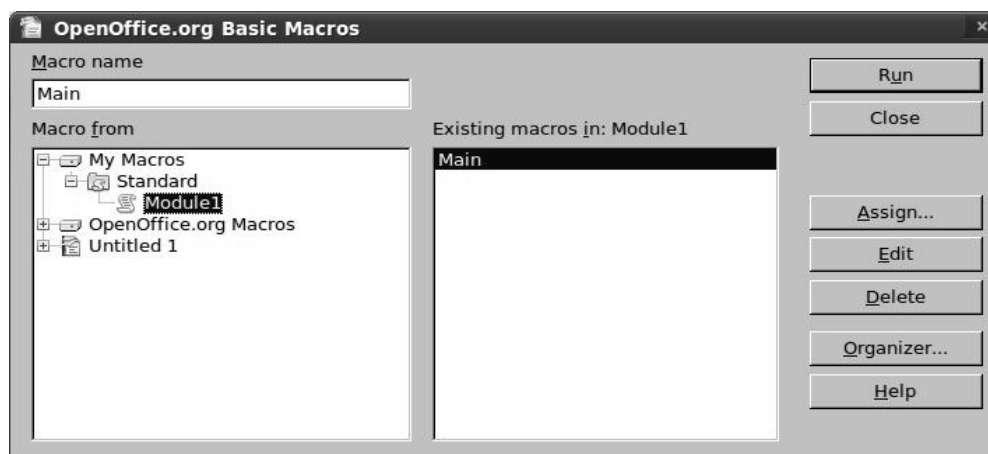 OpenOffice.org Basic Macros
Macro name
Main
Macro from
My Macros
Standard
Module1
OpenOffice.org Macros
Untitled 1
Existing macros in: Module1
Main
Run
Close
Assign...
Edit
Delete
Organizer...
Help